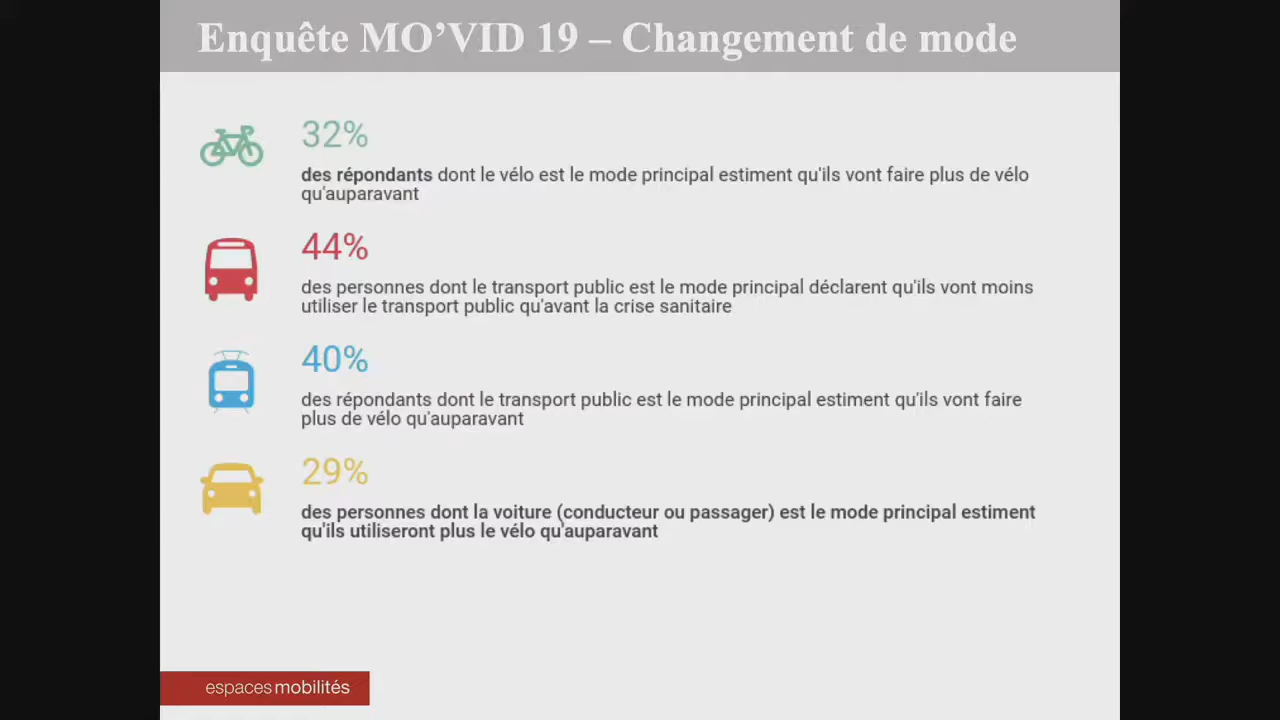 Enquête MO’VID 19 – Changement de mode
32%
des répondants dont le vélo est le mode principal estiment qu'ils vont faire plus de vélo
qu'auparavant
44%
des personnes dont le transport public est le mode principal déclarent qu'ils vont moins
utiliser le transport public qu'avant la crise sanitaire
40%
des répondants dont le transport public est le mode principal estiment qu'ils vont faire
plus de vélo qu'auparavant
29%
des personnes dont la voiture (conducteur ou passager) est le mode principal estiment
qu'ils utiliseront plus le vélo qu'auparavant
espacesmobilités